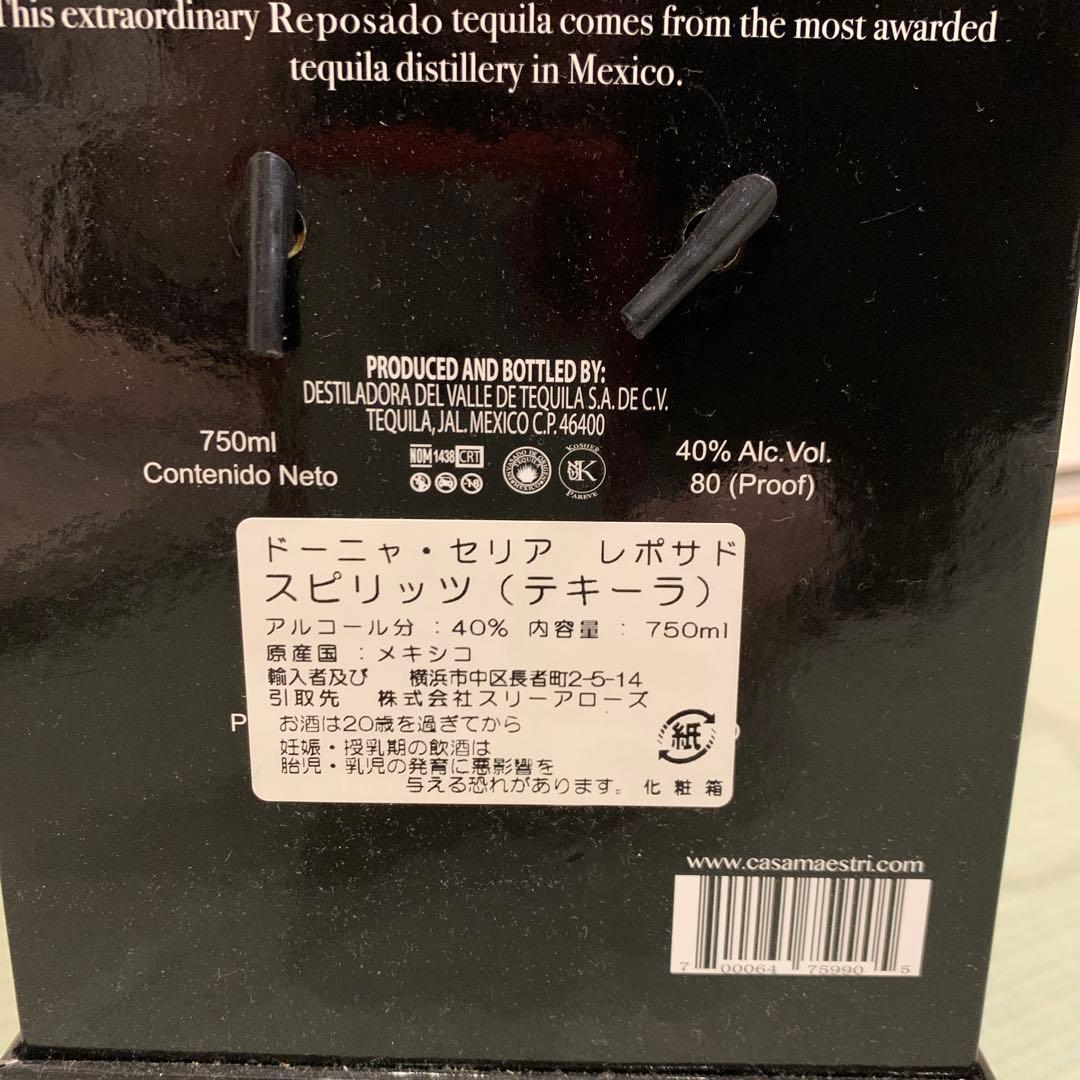 This extraordinary Reposado tequila comes from the most awarded
tequila distillery in Mexico.
PRODUCED AND BOTTLED BY:
DESTILADORA DEL VALLE DE TEQUILA S.A. DE C.V.
TEQUILA, JAL. MEXICO C.P. 46400
750ml
Contenido Neto
NOM 1438 CRT
KOSHER
K
PAREVE
40% Alc.Vol.
80 (Proof)
ドーニャ・セリア レポサド
スピリッツ（テキーラ）
アルコール分 : 40% 内容量 : 750ml
原産国 : メキシコ
輸入者及び 横浜市中区長者町2-5-14
引取先 株式会社スリーアローズ
お酒は20歳を過ぎてから
妊娠・授乳期の飲酒は
胎児・乳児の発育に悪影響を
与える恐れがあります。
紙
化粧箱
P
www.casamaestri.com
7 00064 75990 5